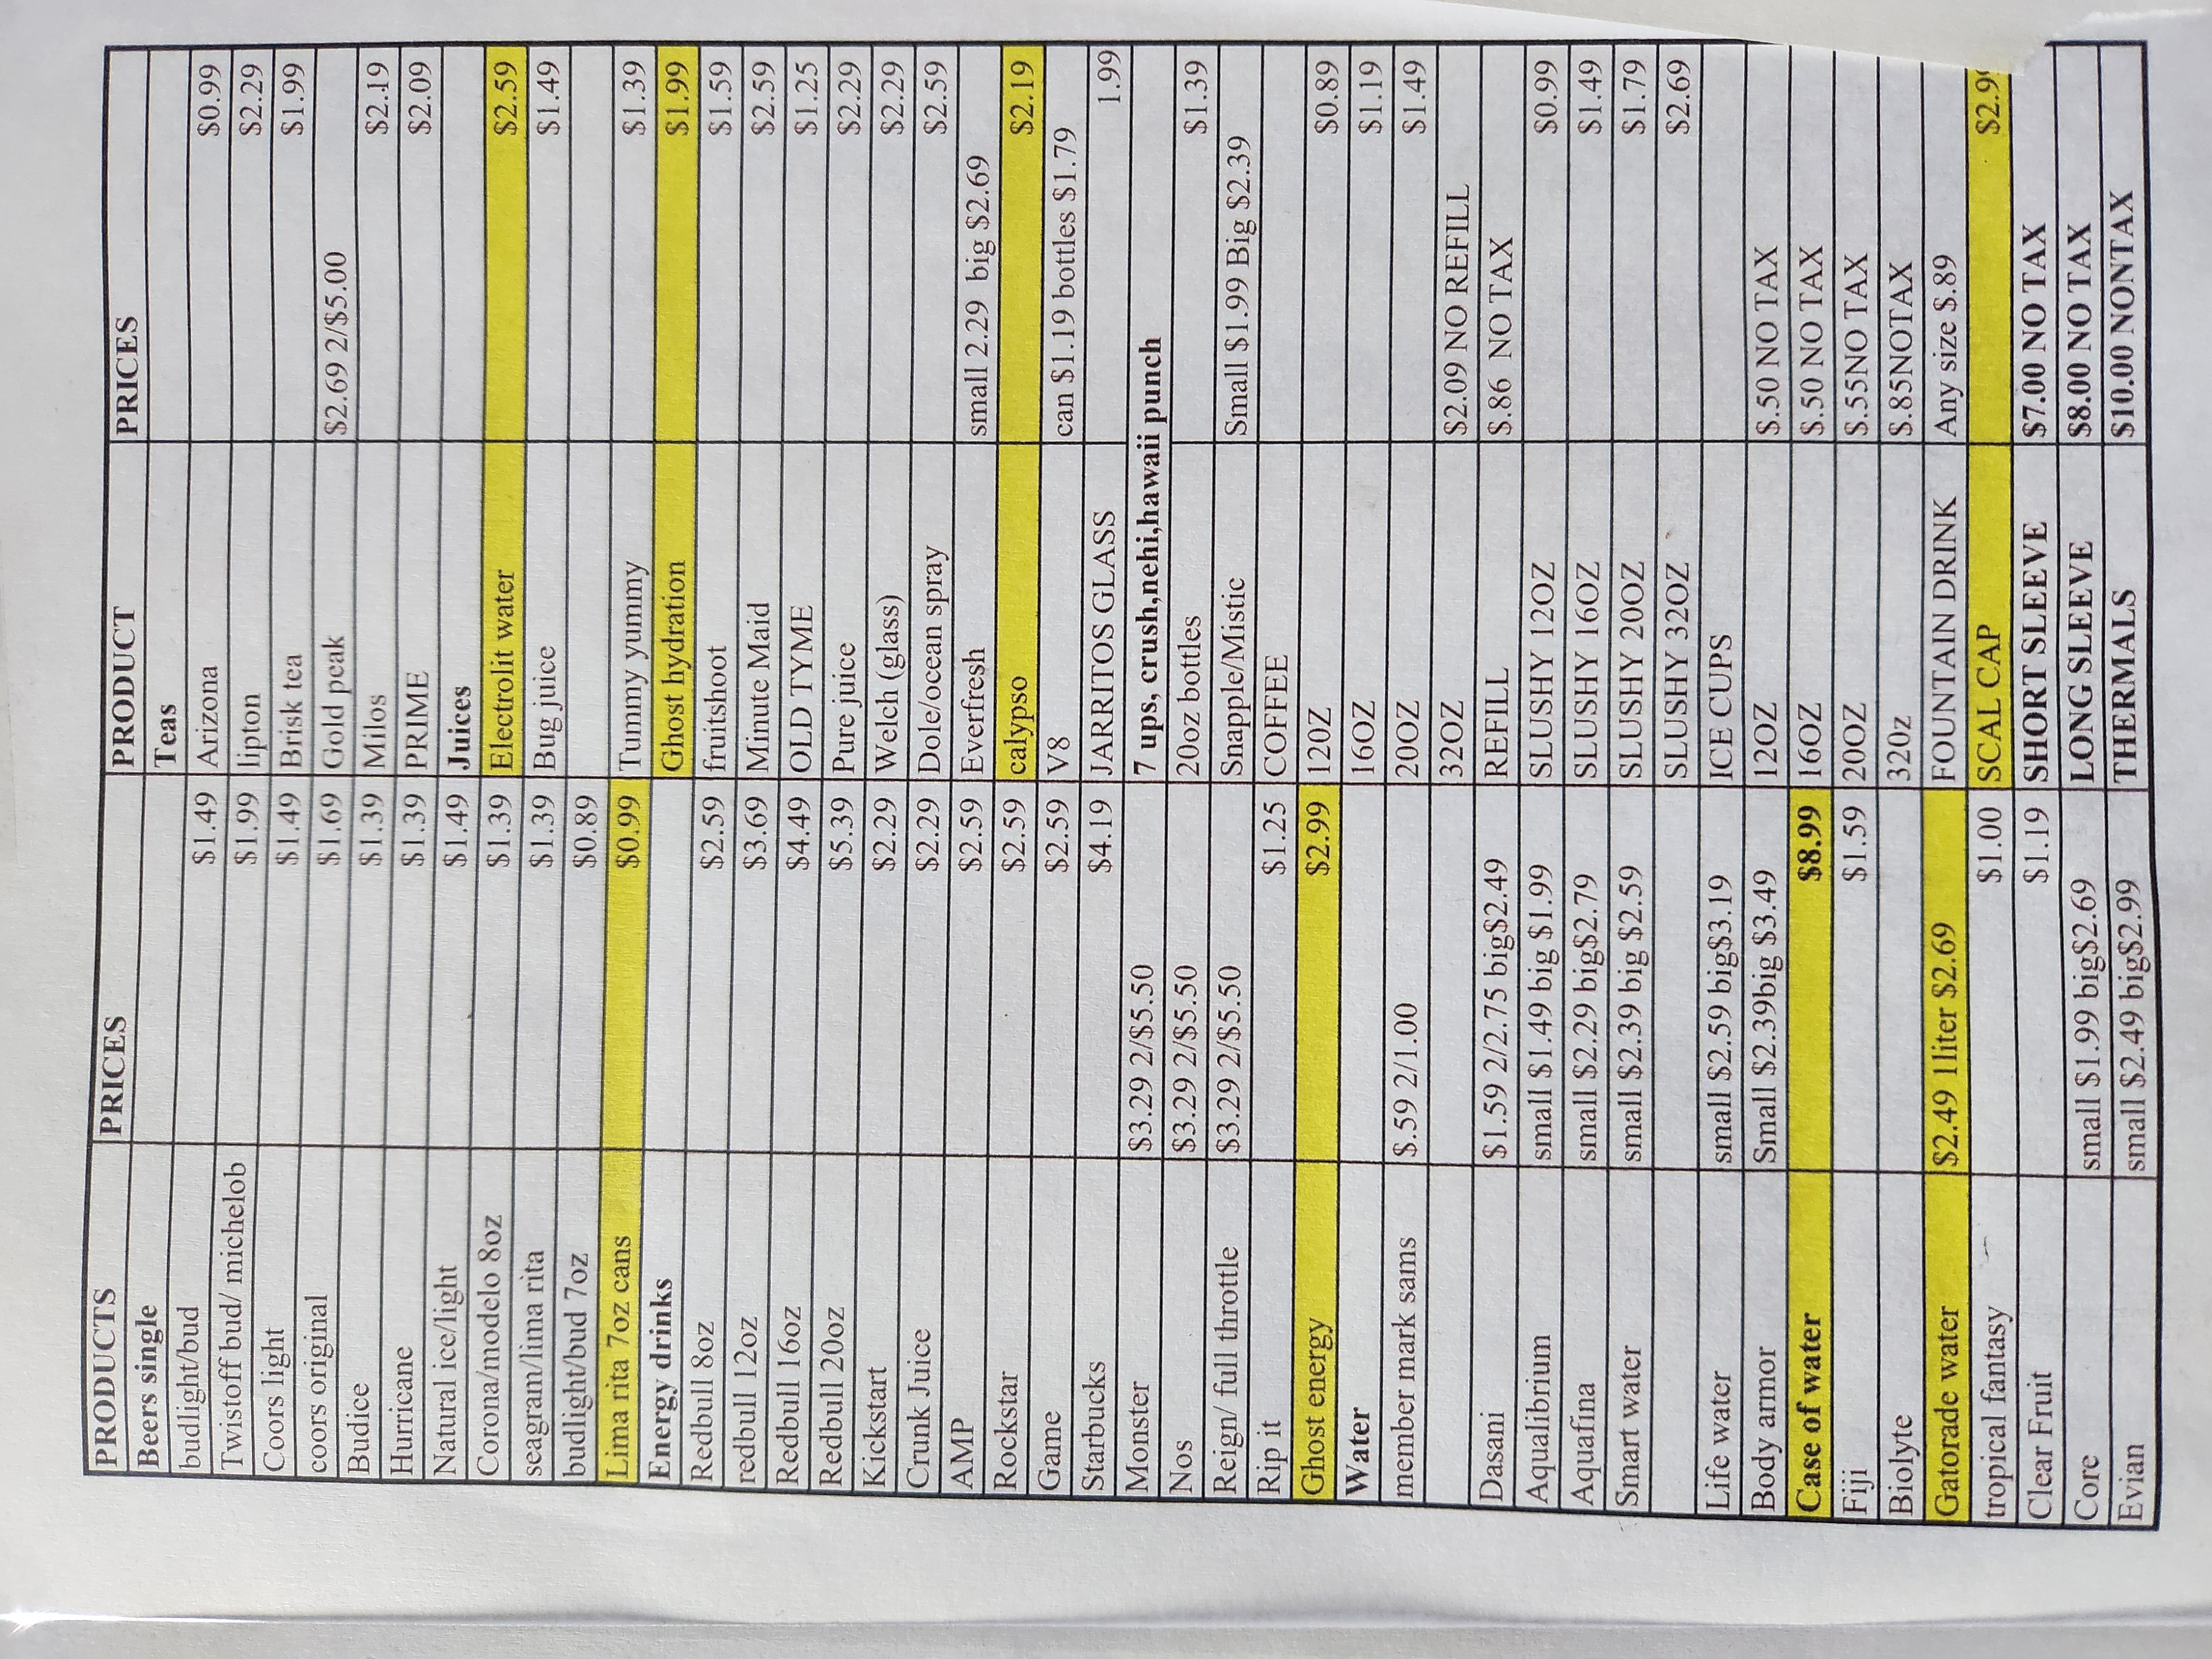 PRODUCTS PRICES PRODUCT PRICES
Beers single Teas
budlight/bud $1.49 Arizona $0.99
Twistoff bud/ michelob $1.99 lipton $2.29
Coors light $1.49 Brisk tea $1.99
coors original $1.69 Gold peak $2.69 2/$5.00
Budice $1.39 Milos $2.19
Hurricane $1.39 PRIME $2.09
Natural ice/light $1.49 Juices
Corona/modelo 8oz $1.39 Electrolit water $2.59
seagram/lima rita $1.39 Bug juice $1.49
budlight/bud 7oz $0.89
Lima rita 7oz cans $0.99 Tummy yummy $1.39
Energy drinks Ghost hydration $1.99
Redbull 8oz $2.59 fruitshoot $1.59
redbull 12oz $3.69 Minute Maid $2.59
Redbull 16oz $4.49 OLD TYME $1.25
Redbull 20oz $5.39 Pure juice $2.29
Kickstart $2.29 Welch (glass) $2.29
Crunk Juice $2.29 Dole/ocean spray $2.59
AMP $2.59 Everfresh small 2.29 big $2.69
Rockstar $2.59 calypso $2.19
Game $2.59 V8 can $1.19 bottles $1.79
Starbucks $4.19 JARRITOS GLASS 1.99
Monster $3.29 2/$5.50 7 ups, crush,nehi,hawaii punch
Nos $3.29 2/$5.50 20oz bottles $1.39
Reign/ full throttle $3.29 2/$5.50 Snapple/Mistic Small $1.99 Big $2.39
Rip it $1.25 COFFEE
Ghost energy $2.99 12OZ $0.89
Water 16OZ $1.19
member mark sams $.59 2/1.00 20OZ $1.49
32OZ $2.09 NO REFILL
Dasani $1.59 2/2.75 big$2.49 REFILL $.86 NO TAX
Aqualibrium small $1.49 big $1.99 SLUSHY 12OZ $0.99
Aquafina small $2.29 big$2.79 SLUSHY 16OZ $1.49
Smart water small $2.39 big $2.59 SLUSHY 20OZ $1.79
SLUSHY 32OZ $2.69
Life water small $2.59 big$3.19 ICE CUPS
Body armor Small $2.39big $3.49 12OZ $.50 NO TAX
Case of water $8.99 16OZ $.50 NO TAX
Fiji $1.59 20OZ $.55NO TAX
Biolyte 320z $.85NOTAX
Gatorade water $2.49 1liter $2.69 FOUNTAIN DRINK Any size $.89
tropical fantasy $1.00 SCAL CAP $2.99
Clear Fruit $1.19 SHORT SLEEVE $7.00 NO TAX
Core small $1.99 big$2.69 LONG SLEEVE $8.00 NO TAX
Evian small $2.49 big$2.99 THERMALS $10.00 NONTAX